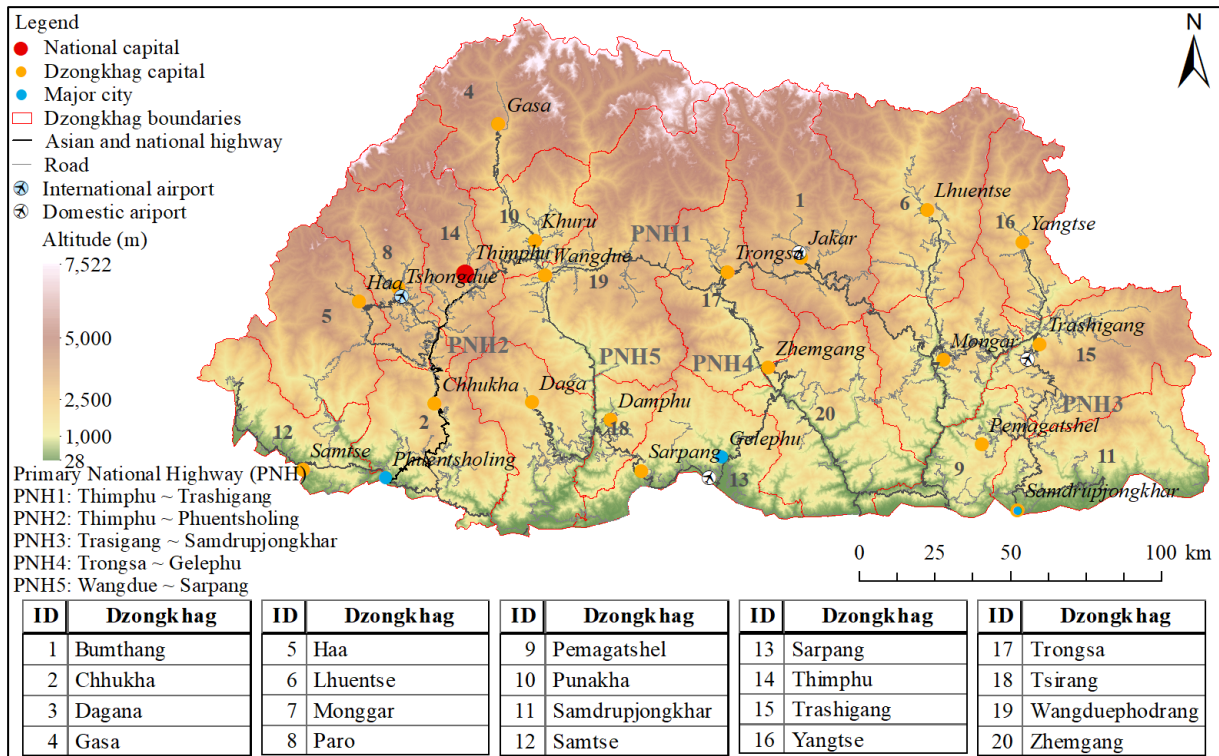 Legend
National capital
Dzongkhag capital
Major city
Dzongkhag boundaries
Asian and national highway
Road
International airport
Domestic ariport
Altitude (m)
7,522
5,000
2,500
1,000
28
Primary National Highway (PNH)
PNH1: Thimphu ~ Trashigang
PNH2: Thimphu ~ Phuentsholing
PNH3: Trasigang ~ Samdrupjongkhar
PNH4: Trongsa ~ Gelephu
PNH5: Wangdue ~ Sarpang
N
4
Gasa
10
Khuru
PNH1
1
Jakar
6
Lhuentse
16
Yangtse
8
14
Thimphu
Wangdue
19
Trongsa
17
Haa
Tshongdue
5
PNH2
PNH5
PNH4
Zhemgang
Mongar
Trashigang
15
PNH3
Chhukha
2
Daga
3
Damphu
18
20
12
Samtse
Phuentsholing
Sarpang
Gelephu
13
Pemagatshel
9
11
Samdrupjongkhar
0 25 50 100 km
ID Dzongkhag
1 Bumthang
2 Chhukha
3 Dagana
4 Gasa
ID Dzongkhag
5 Haa
6 Lhuentse
7 Monggar
8 Paro
ID Dzongkhag
9 Pemagatshel
10 Punakha
11 Samdrupjongkhar
12 Samtse
ID Dzongkhag
13 Sarpang
14 Thimphu
15 Trashigang
16 Yangtse
ID Dzongkhag
17 Trongsa
18 Tsirang
19 Wangduephodrang
20 Zhemgang